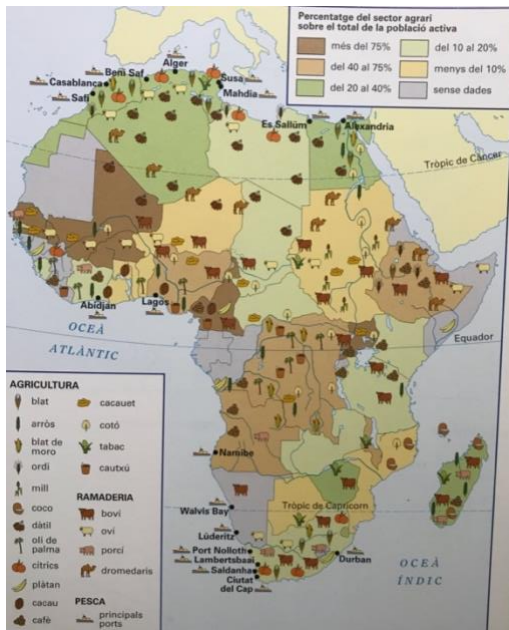 Percentatge del sector agrari
sobre el total de la població activa
més del 75%
del 10 al 20%
del 40 al 75%
menys del 10%
del 20 al 40%
sense dades
Alger
Beni Saf
Casablanca
Safi
Susa
Mahdia
Es Sallúm
Alexandria
Tròpic de Càncer
Abidjan
Lagos
Equador
OCEÀ
ATLÀNTIC
AGRICULTURA
blat
arròs
blat de
moro
ordi
mill
coco
dàtil
oli de
palma
cítrics
plàtan
cacau
cafè
cacauet
cotó
tabac
cautxú
RAMADERIA
boví
oví
porcí
dromedaris
PESCA
principals
ports
Namibe
Walvis Bay
Tròpic de Capricorn
Lüderitz
Port Nolloth
Lambertsbaai
Saldanha
Ciutat
del Cap
Durban
OCEÀ
ÍNDIC